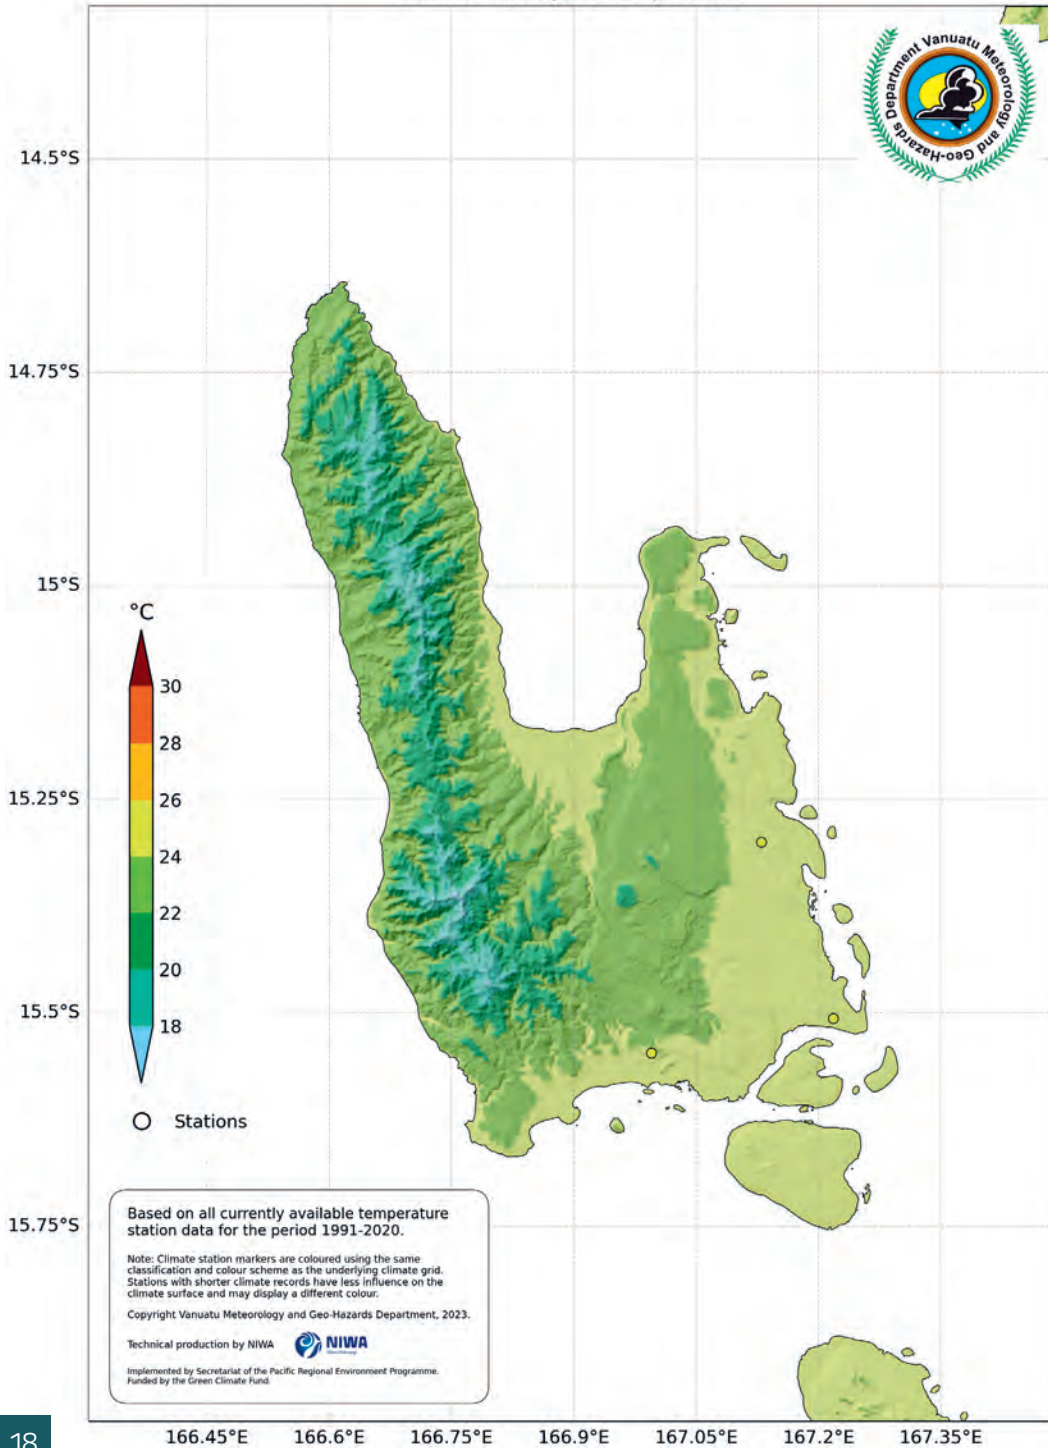 Vanuatu Meteorology and Geo-Hazards Department
14.5°S
14.75°S
15°S
15.25°S
15.5°S
15.75°S
°C
30
28
26
24
22
20
18
Stations
Based on all currently available temperature
station data for the period 1991-2020.
Note: Climate station markers are coloured using the same
classification and colour scheme as the underlying climate grid.
Stations with shorter climate records have less influence on the
climate surface and may display a different colour.
Copyright Vanuatu Meteorology and Geo-Hazards Department, 2023.
Technical production by NIWA
NIWA
Implemented by Secretariat of the Pacific Regional Environment Programme.
Funded by the Green Climate Fund.
166.45°E 166.6°E 166.75°E 166.9°E 167.05°E 167.2°E 167.35°E
18